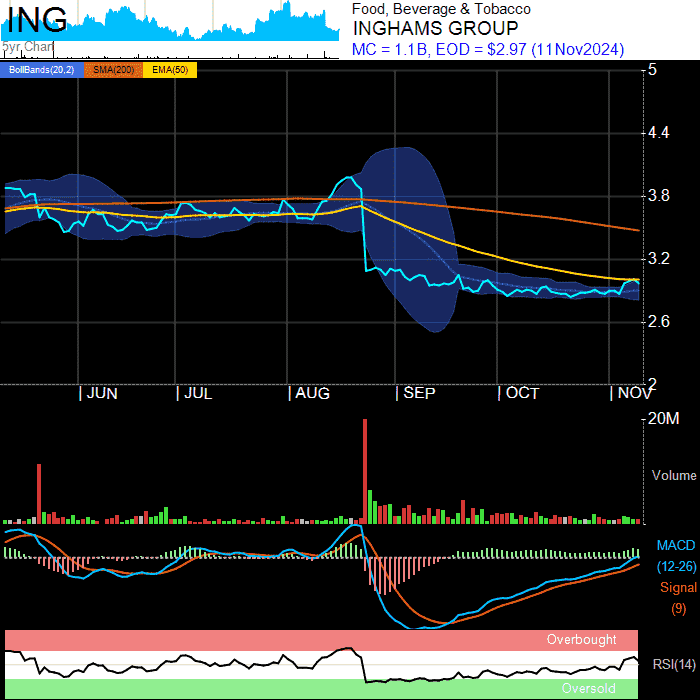 ING
5yr.Chart
Food, Beverage & Tobacco
INGHAMS GROUP
MC = 1.1B, EOD = $2.97 (11Nov2024)
BollBands(20,2) SMA(200) EMA(50)
5
4.4
3.8
3.2
2.6
2
JUN JUL AUG SEP OCT NOV
20M
Volume
MACD
(12-26)
Signal
(9)
Overbought
RSI(14)
Oversold